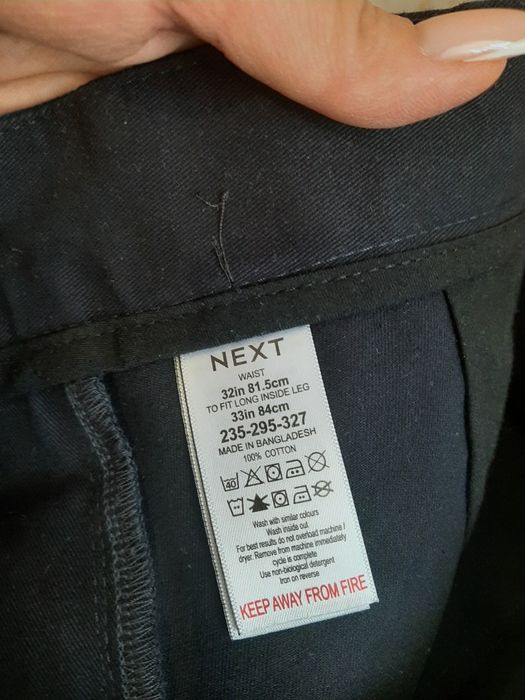 NEXT
WAIST
32in 81.5cm
TO FIT LONG INSIDE LEG
33in 84cm
235-295-327
MADE IN BANGLADESH
100% COTTON
40
Wash with similar colours
Wash inside out
For best results do not overload machine /
dryer. Remove from machine immediately
cycle is complete
Use non-biological detergent
Iron on reverse
KEEP AWAY FROM FIRE